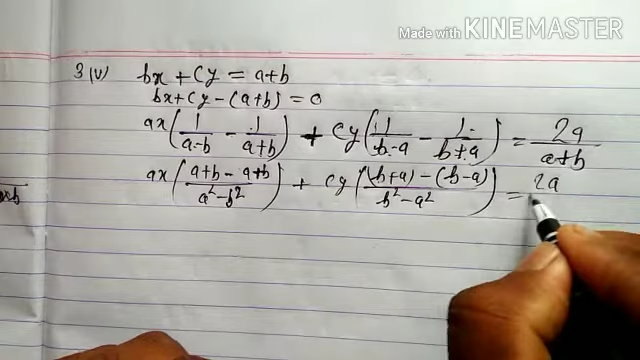 Made with KINEMASTER
3 (v) bx + cy = a+b
bx+cy-(a+b) = 0
ax(1/(a-b) - 1/(a+b)) + cy(1/(b-a) - 1/(b+a)) = 2a/(a+b)
ax((a+b - a+b)/(a²-b²)) + cy(((b+a)-(b-a))/(b²-a²)) = 2a